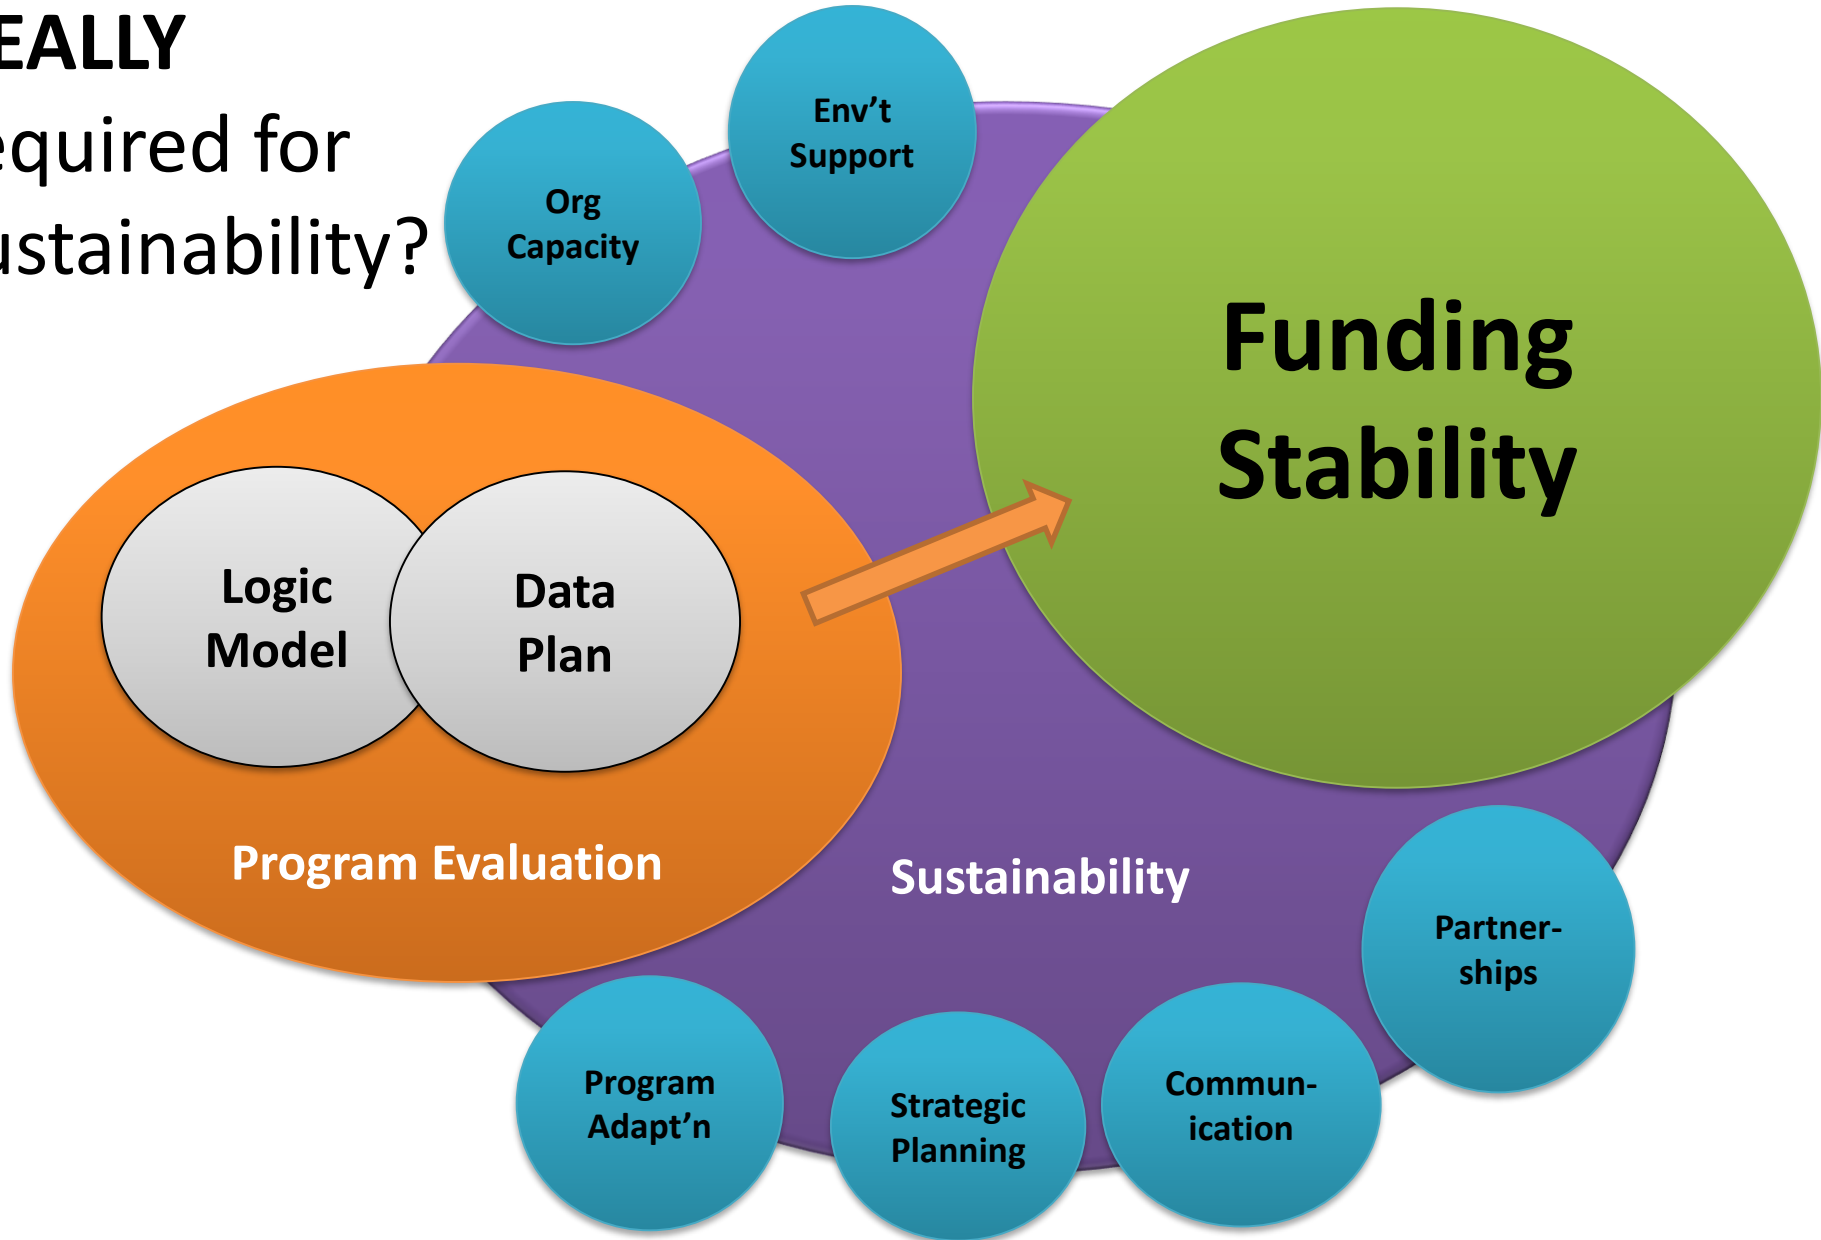 EALLY
equired for
ustainability?
Env’t
Support
Org
Capacity
Funding
Stability
Logic
Model
Data
Plan
Program Evaluation
Sustainability
Partner-
ships
Program
Adapt’n
Strategic
Planning
Commun-
ication